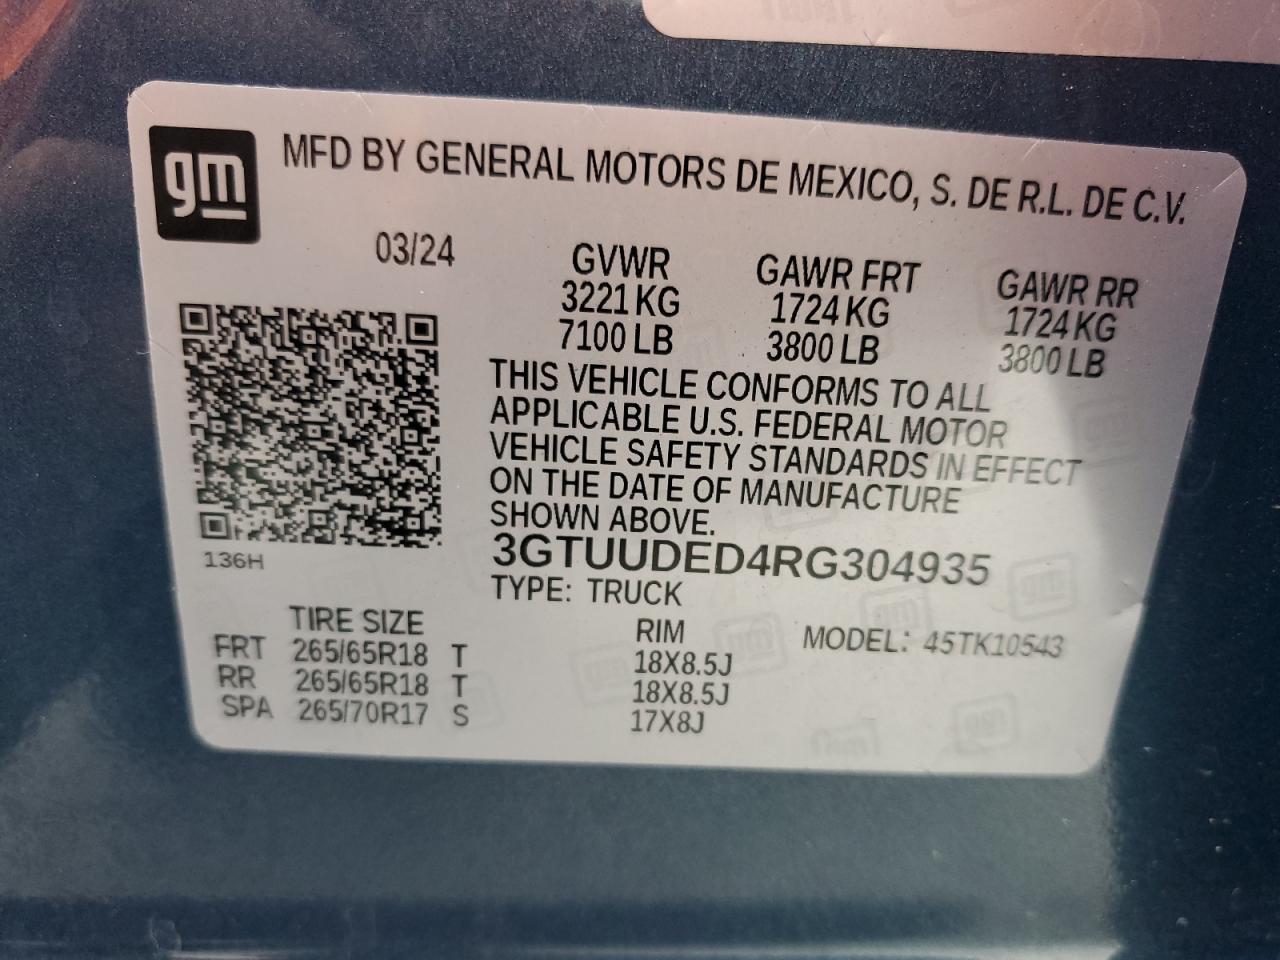 gm
MFD BY GENERAL MOTORS DE MEXICO, S. DE R.L. DE C.V.
03/24 GVWR GAWR FRT GAWR RR
3221 KG 1724 KG 1724 KG
7100 LB 3800 LB 3800 LB
THIS VEHICLE CONFORMS TO ALL
APPLICABLE U.S. FEDERAL MOTOR
VEHICLE SAFETY STANDARDS IN EFFECT
ON THE DATE OF MANUFACTURE
SHOWN ABOVE.
136H
3GTUUDED4RG304935
TYPE: TRUCK
TIRE SIZE RIM MODEL: 45TK10543
FRT 265/65R18 T 18X8.5J
RR 265/65R18 T 18X8.5J
SPA 265/70R17 S 17X8J